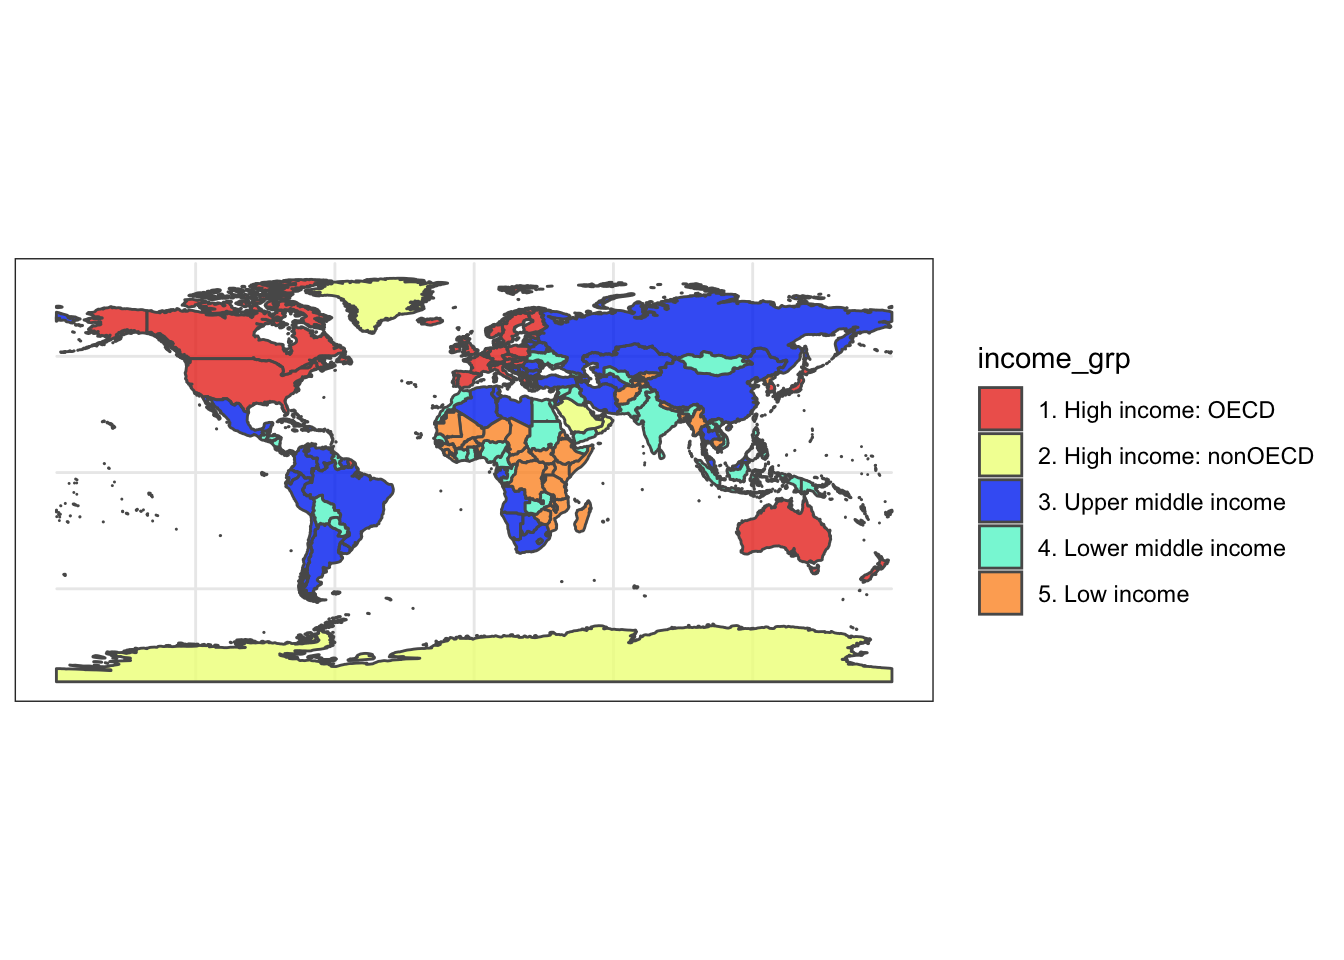 income_grp
1. High income: OECD
2. High income: nonOECD
3. Upper middle income
4. Lower middle income
5. Low income